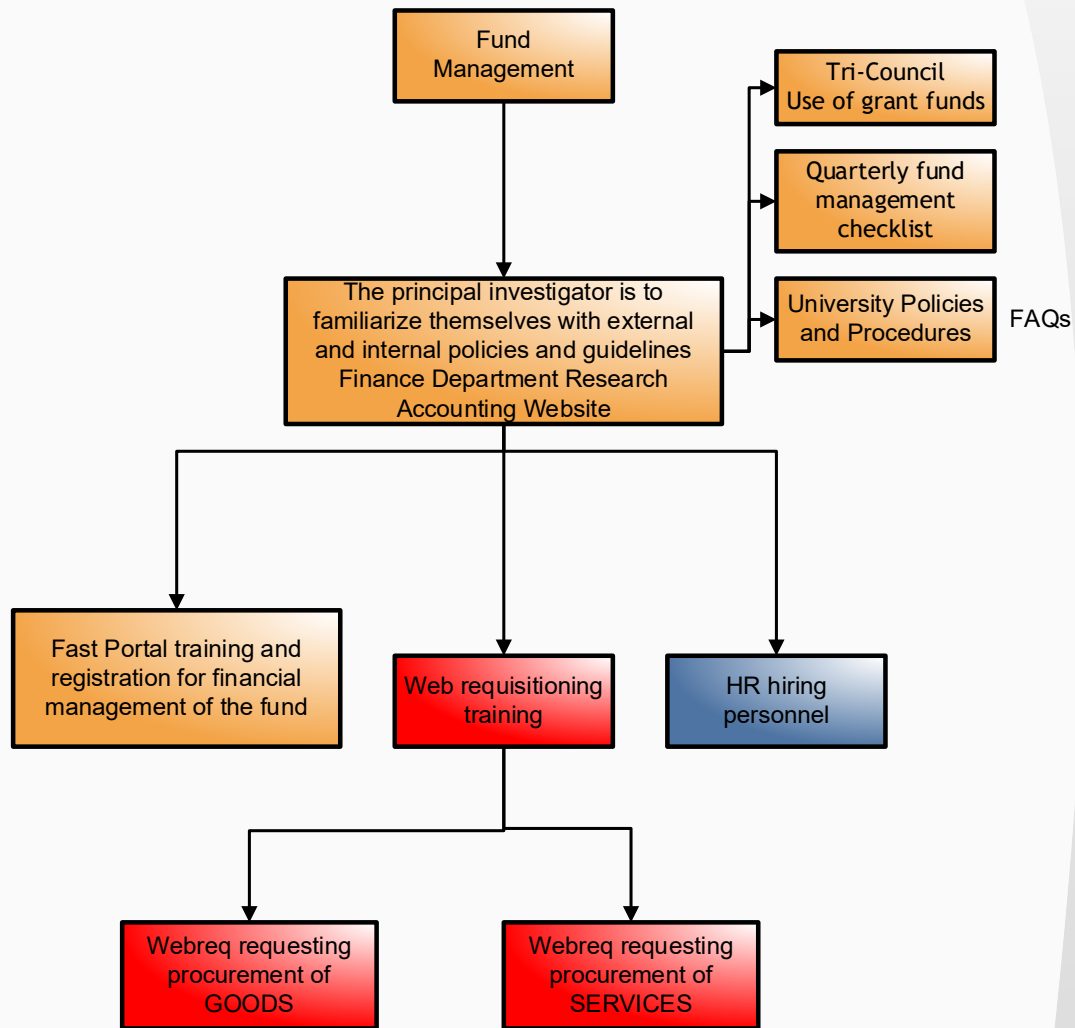 Fund
Management
Tri-Council
Use of grant funds
Quarterly fund
management
checklist
University Policies
and Procedures
FAQs
The principal investigator is to
familiarize themselves with external
and internal policies and guidelines
Finance Department Research
Accounting Website
Fast Portal training and
registration for financial
management of the fund
Web requisitioning
training
HR hiring
personnel
Webreq requesting
procurement of
GOODS
Webreq requesting
procurement of
SERVICES